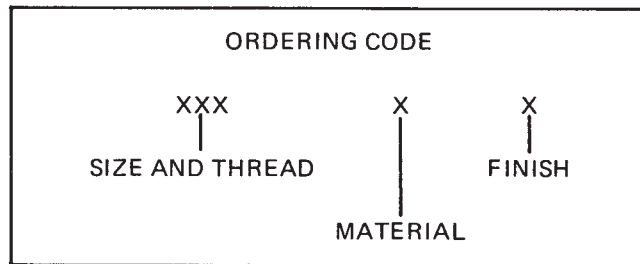 ORDERING CODE
XXX X X
SIZE AND THREAD FINISH
MATERIAL